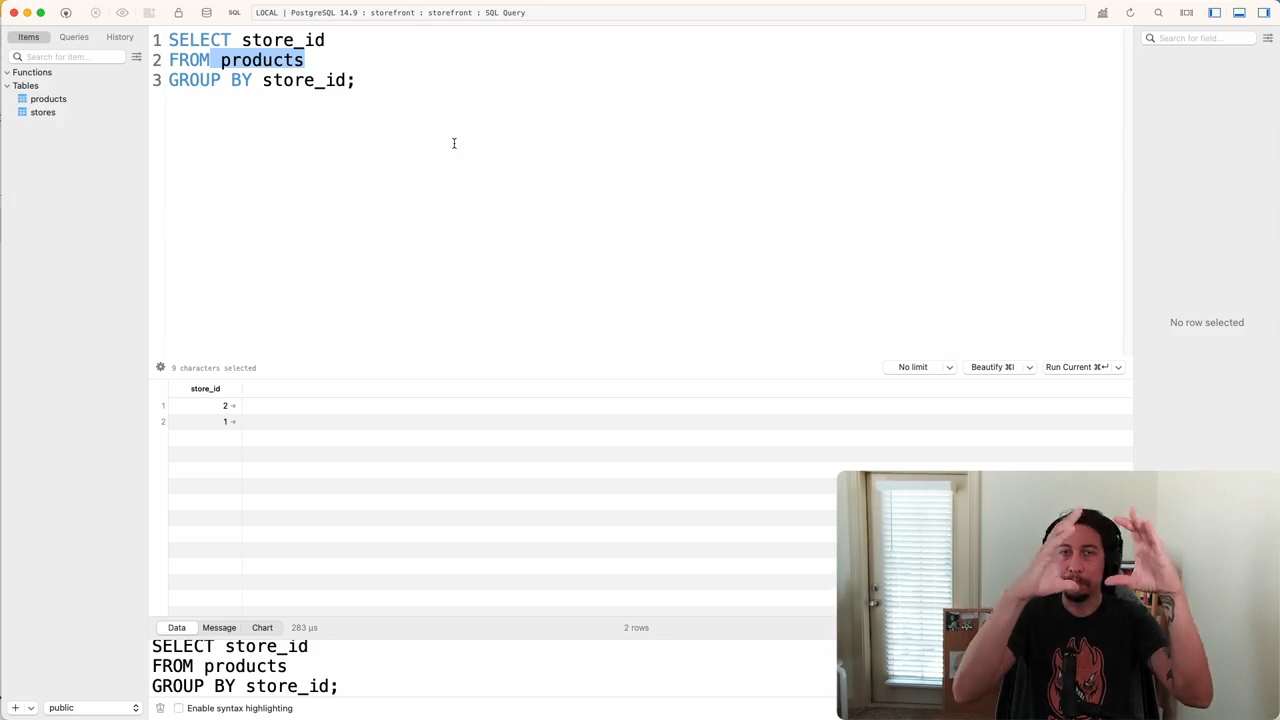 SQL
LOCAL | PostgreSQL 14.9 : storefront : storefront : SQL Query
Items Queries History
Search for item...
Functions
Tables
products
stores
1 SELECT store_id
2 FROM products
3 GROUP BY store_id;
Search for field...
No row selected
9 characters selected
No limit
Beautify ⌘I
Run Current ⌘↵
store_id
1 2 →
2 1 →
Data Message Chart 283 µs 2 rows
SELECT store_id
FROM products
GROUP BY store_id;
public
Enable syntax highlighting